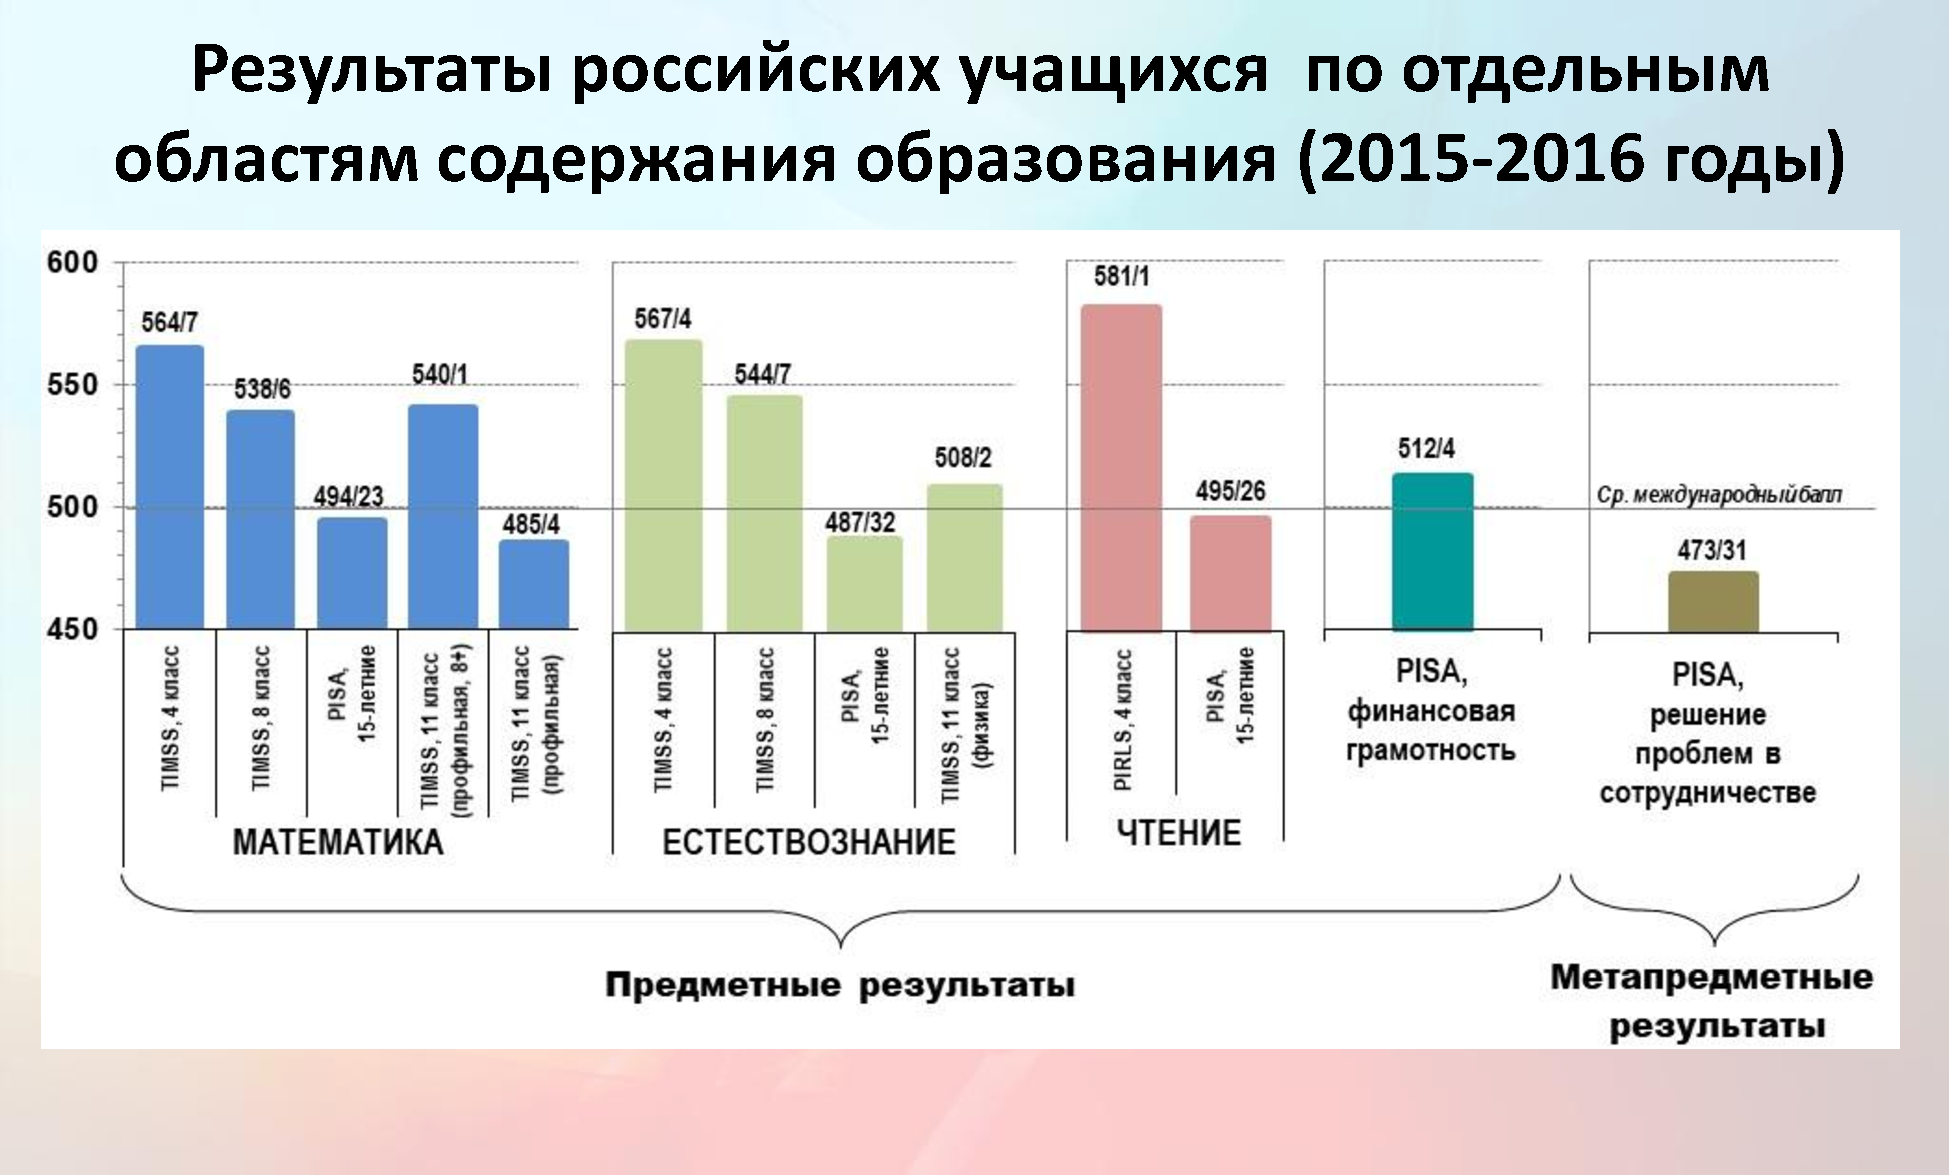 Результаты российских учащихся по отдельным
областям содержания образования (2015-2016 годы)
600
550
500
450
564/7
538/6
494/23
540/1
485/4
567/4
544/7
487/32
508/2
581/1
495/26
512/4
Ср. международный балл
473/31
TIMSS, 4 класс
TIMSS, 8 класс
PISA,
15-летние
TIMSS, 11 класс
(профильная, 8+)
TIMSS, 11 класс
(профильная)
TIMSS, 4 класс
TIMSS, 8 класс
PISA,
15-летние
TIMSS, 11 класс
(физика)
PIRLS, 4 класс
PISA,
15-летние
PISA,
финансовая
грамотность
PISA,
решение
проблем в
сотрудничестве
МАТЕМАТИКА
ЕСТЕСТВОЗНАНИЕ
ЧТЕНИЕ
Предметные результаты
Метапредметные
результаты